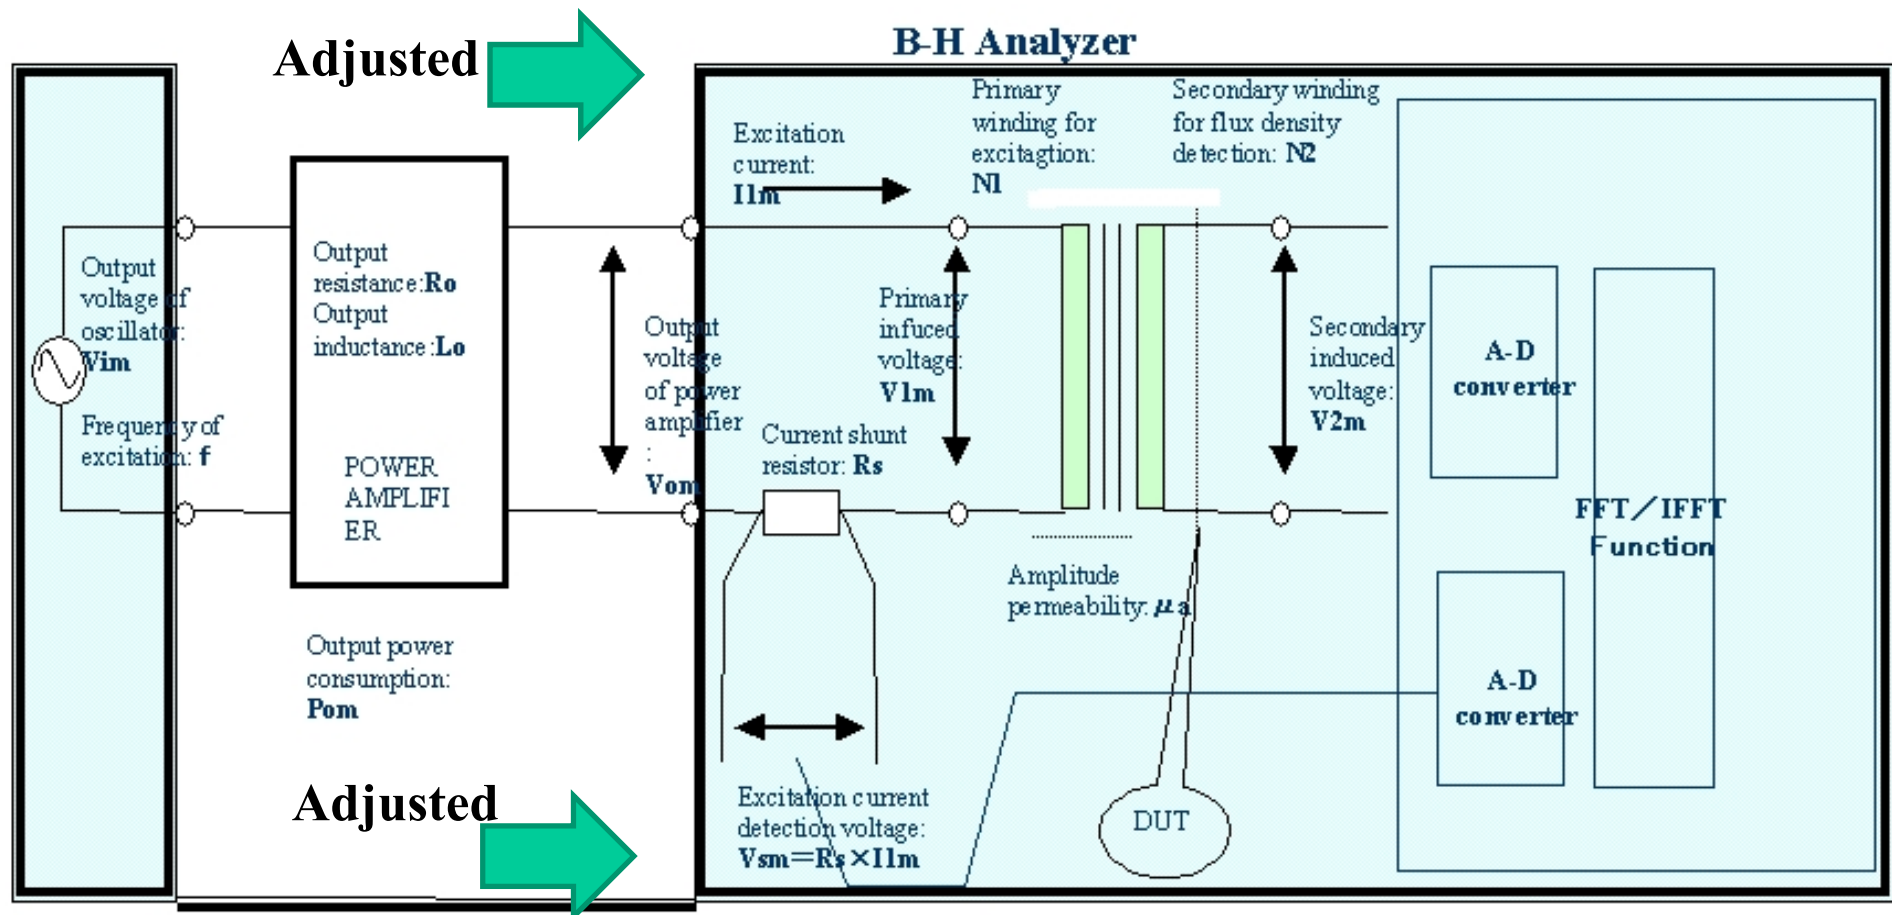 Adjusted
B-H Analyzer
Primary
winding for
excitagtion:
N1
Secondary winding
for flux density
detection: N2
Excitation
current:
I1m
Output
voltage of
oscillator:
Vim
Frequency of
excitation: f
Output
resistance:Ro
Output
inductance:Lo
POWER
AMPLIFI
ER
Output power
consumption:
Pom
Output
voltage
of power
amplifier
:
Vom
Primary
infuced
voltage:
V1m
Current shunt
resistor: Rs
Secondary
induced
voltage:
V2m
A-D
converter
FFT／IFFT
Function
Amplitude
permeability: μa
A-D
converter
Adjusted
Excitation current
detection voltage:
Vsm＝Rs×I1m
DUT